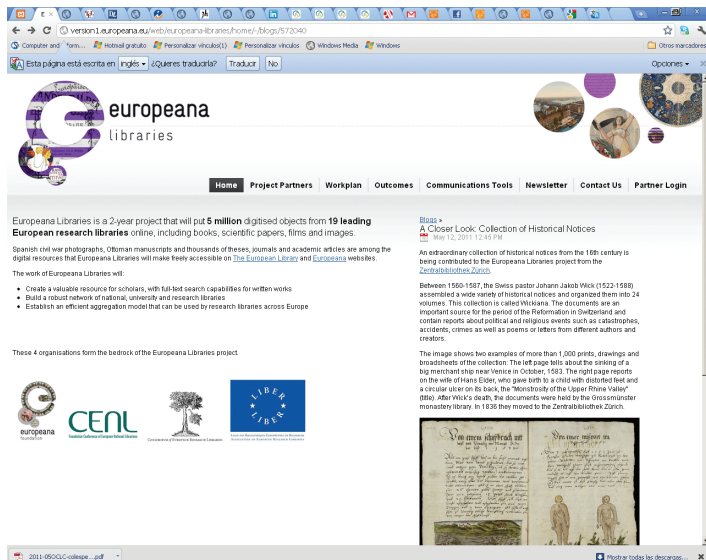 version1.europeana.eu/web/europeana-libraries/home/-/blogs/572040
Computer and form... Hotmail gratuito Personalizar vínculos(1) Personalizar vínculos Windows Media Windows Otros marcadores
Esta página está escrita en inglés ¿Quieres traducirla? Traducir No Opciones
europeana
libraries
Home Project Partners Workplan Outcomes Communications Tools Newsletter Contact Us Partner Login
Europeana Libraries is a 2-year project that will put 5 million digitised objects from 19 leading
European research libraries online, including books, scientific papers, films and images.
Spanish civil war photographs, Ottoman manuscripts and thousands of theses, journals and academic articles are among the
digital resources that Europeana Libraries will make freely accessible on The European Library and Europeana websites.
The work of Europeana Libraries will:
Create a valuable resource for scholars, with full-text search capabilities for written works
Build a robust network of national, university and research libraries
Establish an efficient aggregation model that can be used by research libraries across Europe
These 4 organisations form the bedrock of the Europeana Libraries project.
europeana
foundation
CENL
Foundation Conference of European National Librarians
Consortium of European Research Libraries
LIBER
Blogs »
A Closer Look: Collection of Historical Notices
May 12, 2011 12:45 PM
An extraordinary collection of historical notices from the 16th century is
being contributed to the Europeana Libraries project from the
Zentralbibliothek Zürich.
Between 1560-1587, the Swiss pastor Johann Jakob Wick (1522-1588)
assembled a wide variety of historical notices and organized them into 24
volumes. This collection is called Wickiana. The documents are an
important source for the period of the Reformation in Switzerland and
contain reports about political and religious events such as catastrophes,
accidents, crimes as well as poems or letters from different authors and
creators.
The image shows two examples of more than 1,000 prints, drawings and
broadsheets of the collection: The left page tells about the sinking of a
big merchant ship near Venice in October, 1583. The right page reports
on the wife of Hans Elder, who gave birth to a child with distorted feet and
a circular ulcer on its back, the "Monstrosity of the Upper Rhine Valley"
(title). After Wick's death, the documents were held by the Grossmünster
monastery library. In 1836 they moved to the Zentralbibliothek Zürich.
2011-05OCLC-colespe....pdf Mostrar todas las descargas...